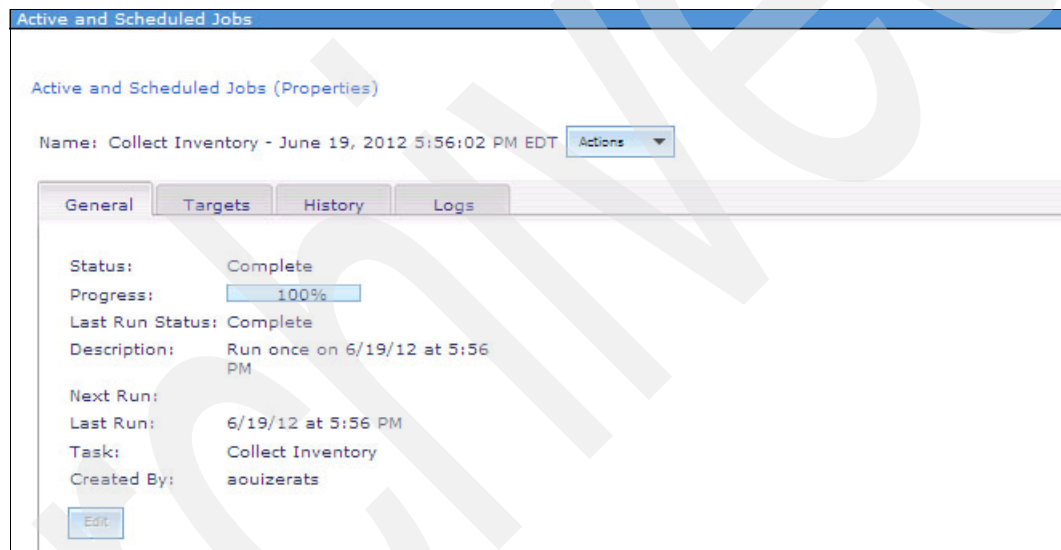 Active and Scheduled Jobs
Active and Scheduled Jobs (Properties)
Name: Collect Inventory - June 19, 2012 5:56:02 PM EDT Actions
General Targets History Logs
Status: Complete
Progress: 100%
Last Run Status: Complete
Description: Run once on 6/19/12 at 5:56
PM
Next Run:
Last Run: 6/19/12 at 5:56 PM
Task: Collect Inventory
Created By: aouizerats
Edit